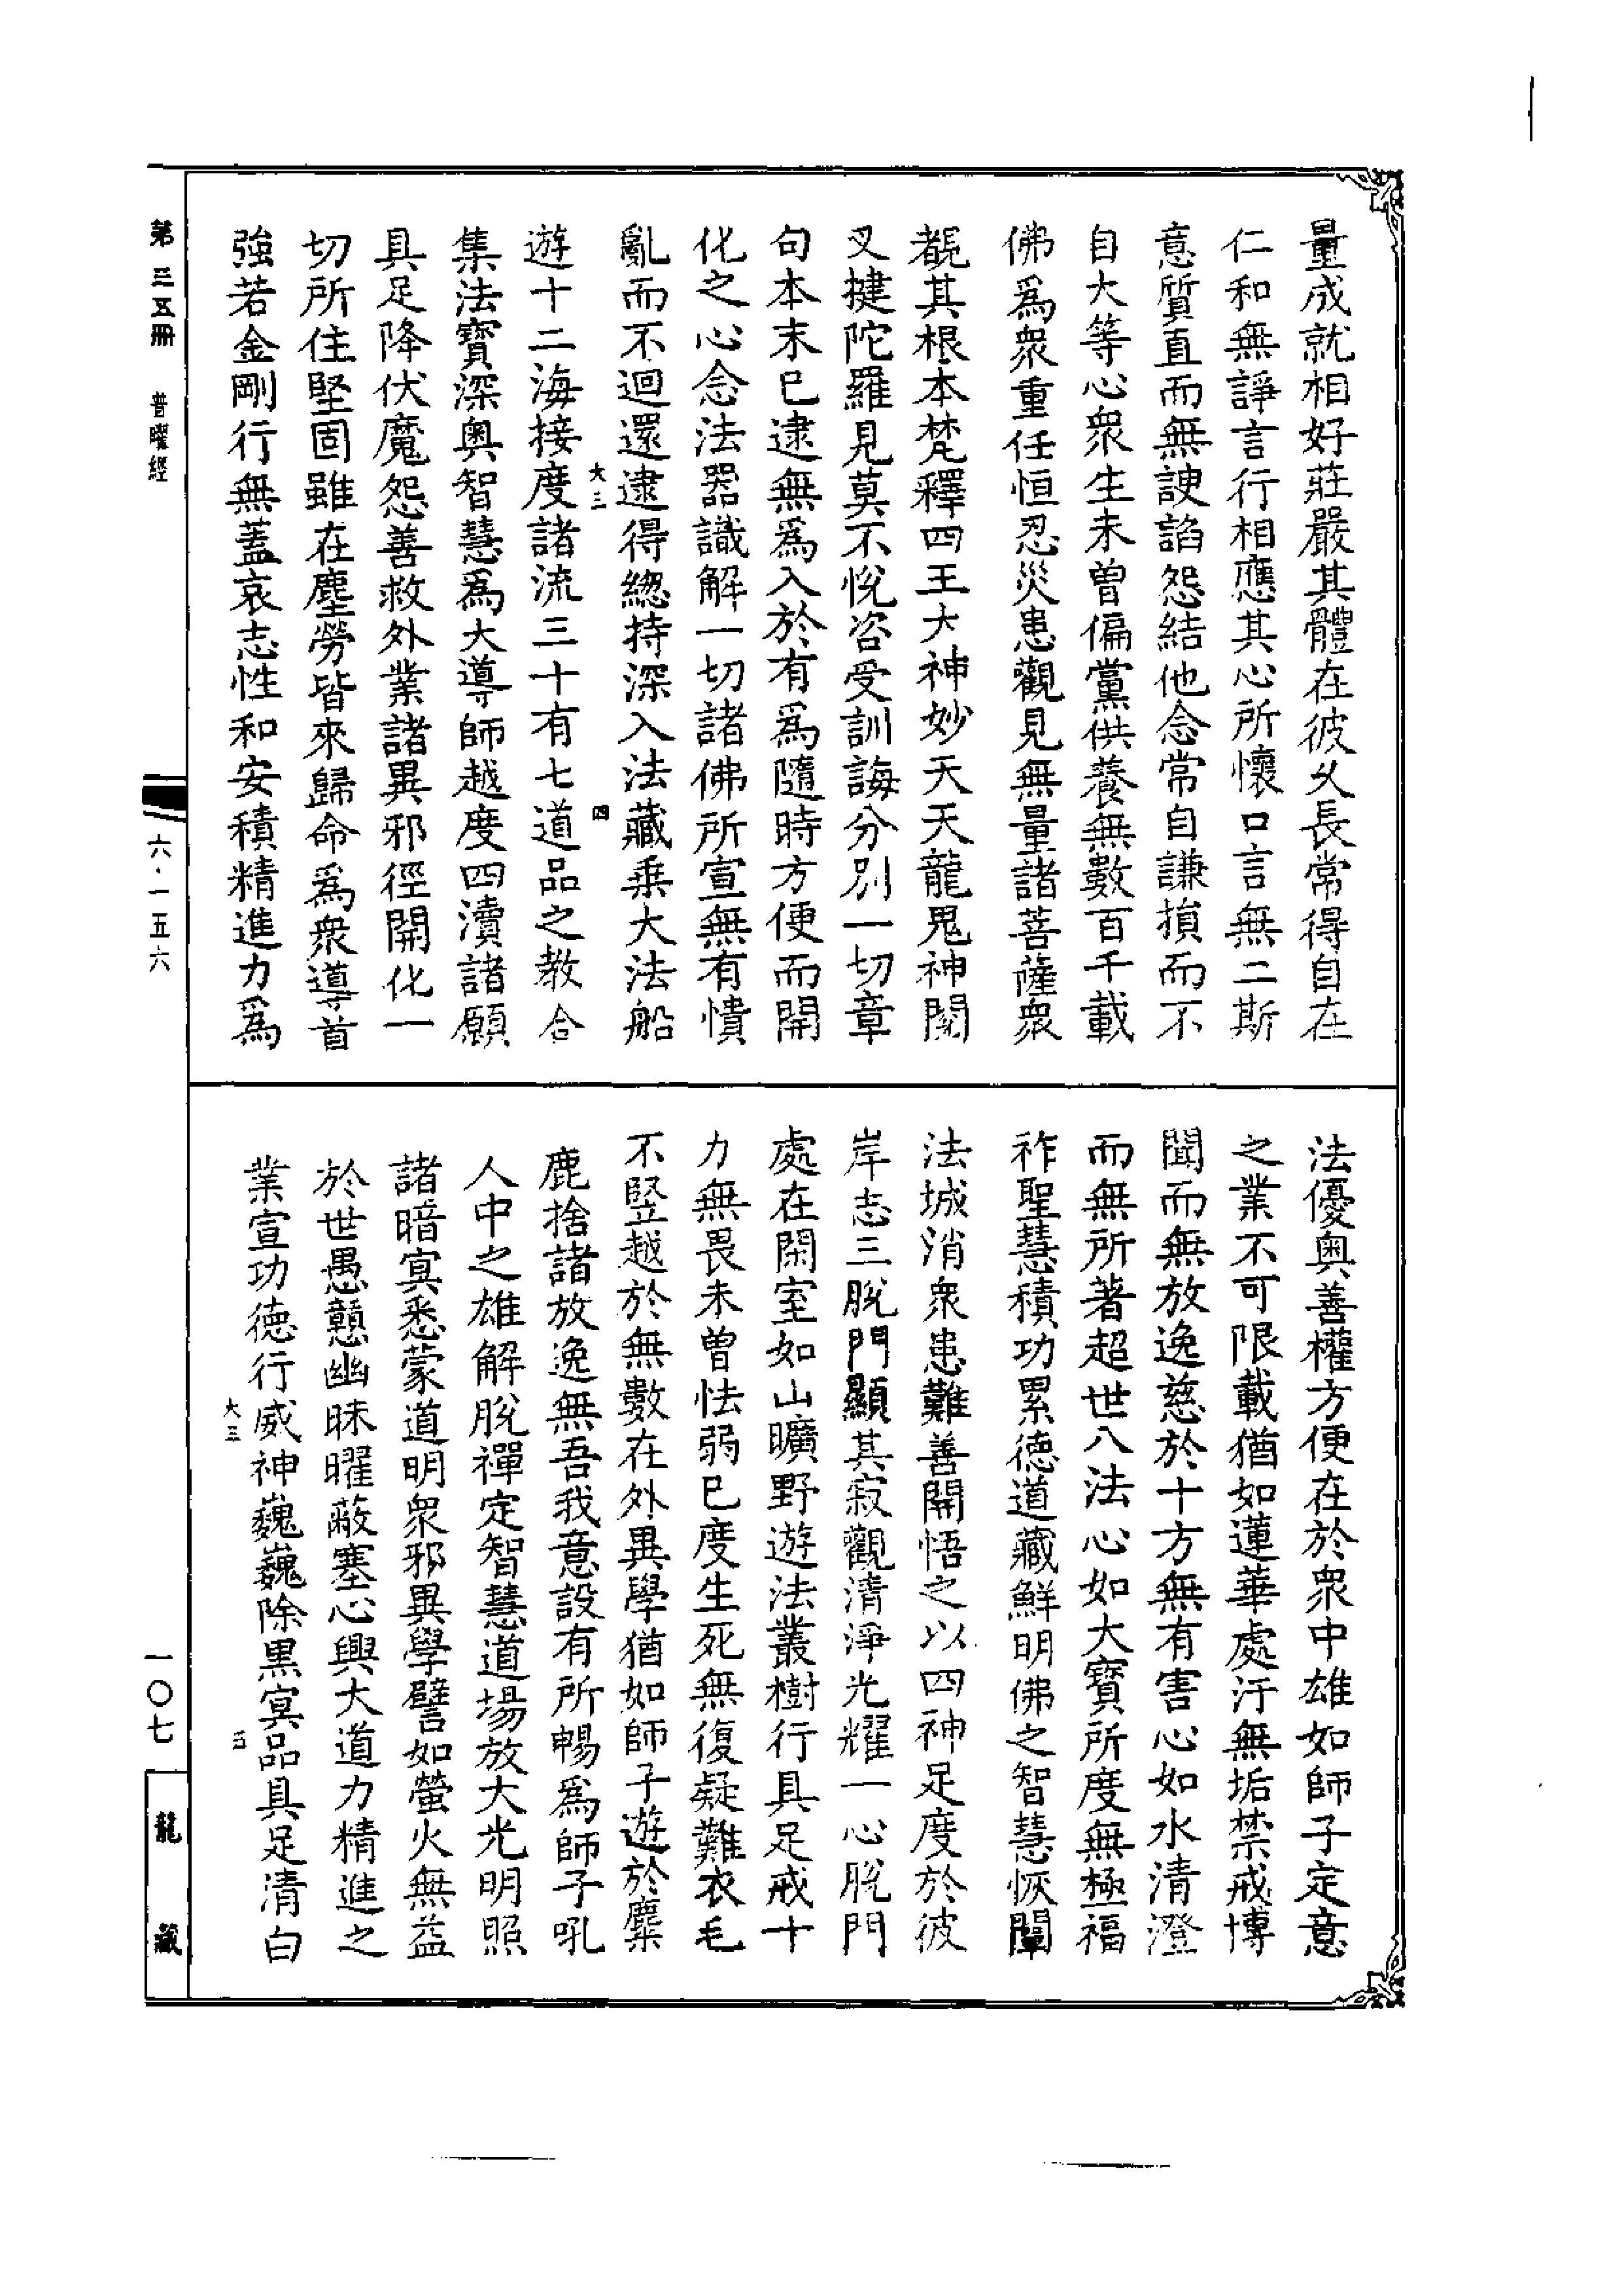 量成就相好莊嚴其體在彼乆長常得自在
仁和無諍言行相應其心所懷口言無二斯
意質直而無諛諂怨結他念常自謙損而不
自大等心衆生未曽偏黨供養無數百千載
佛爲衆重任恒忍災患觀見無量諸菩薩衆
覩其根本梵釋四王大神妙天天龍鬼神閱
叉揵陀羅見莫不悅咨受訓誨分別一切章
句本末已逮無爲入於有爲隨時方便而開
化之心念法器識解一切諸佛所宣無有憒
亂而不迴還逮得總持深入法藏乗大法船
大三
四
遊十二海接度諸流三十有七道品之教合
集法寶深奧智慧爲大導師越度四瀆諸願
具足降伏魔怨善救外業諸異邪徑開化一
切所住堅固雖在塵勞皆來歸命爲衆導首
強若金剛行無蓋哀志性和安積精進力爲
法優奧善權方便在於衆中雄如師子定意
之業不可限載猶如蓮華處汙無垢禁戒博
聞而無放逸慈於十方無有害心如水清澄
而無所著超世八法心如大寶所度無極福
祚聖慧積功累德道藏鮮明佛之智慧恢闡
法城消衆患難善開悟之以四神足度於彼
岸志三脫門顯其寂觀清淨光耀一心脫門
處在閑室如山曠野遊法叢樹行具足戒十
力無畏未曽怯弱已度生死無復疑難衣毛
不竪越於無數在外異學猶如師子遊於麋
鹿捨諸放逸無吾我意設有所暢爲師子吼
人中之雄解脫禪定智慧道場放大光明照
諸暗冥悉蒙道明衆邪異學譬如螢火無益
於世愚戇幽昧曜蔽塞心興大道力精進之
業宣功德行威神巍巍除黒冥品具足清白
大三
五
第三五冊
普曜經
六·一五六
一〇七
龍藏